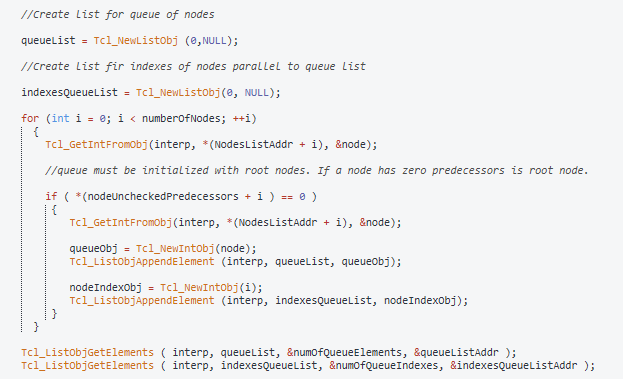 //Create list for queue of nodes
queueList = Tcl_NewListObj (0,NULL);
//Create list fir indexes of nodes parallel to queue list
indexesQueueList = Tcl_NewListObj(0, NULL);
for (int i = 0; i < numberOfNodes; ++i)
{
Tcl_GetIntFromObj(interp, *(NodesListAddr + i), &node);
//queue must be initialized with root nodes. If a node has zero predecessors is root node.
if ( *(nodeUncheckedPredecessors + i ) == 0 )
{
Tcl_GetIntFromObj(interp, *(NodesListAddr + i), &node);
queueObj = Tcl_NewIntObj(node);
Tcl_ListObjAppendElement (interp, queueList, queueObj);
nodeIndexObj = Tcl_NewIntObj(i);
Tcl_ListObjAppendElement (interp, indexesQueueList, nodeIndexObj);
}
}
Tcl_ListObjGetElements ( interp, queueList, &numOfQueueElements, &queueListAddr );
Tcl_ListObjGetElements ( interp, indexesQueueList, &numOfQueueIndexes, &indexesQueueListAddr );